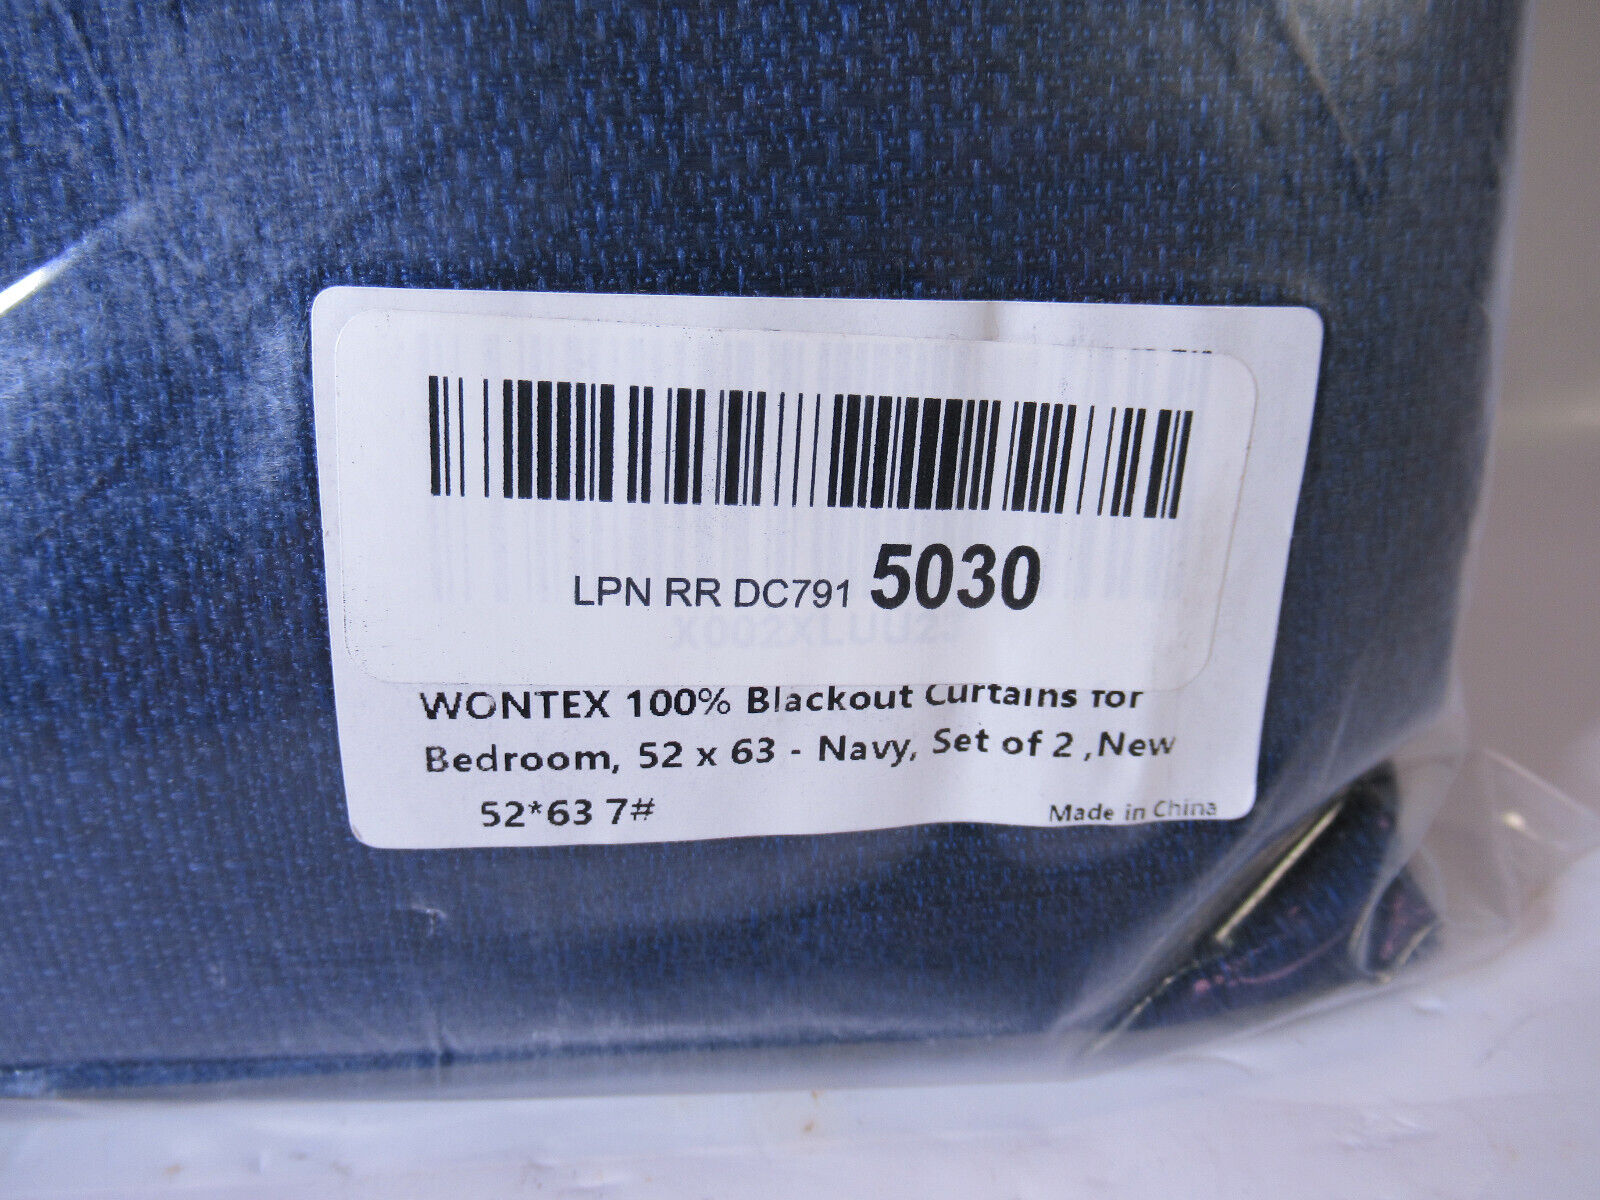 LPN RR DC791 5030
WONTEX 100% Blackout Curtains for
Bedroom, 52 x 63 - Navy, Set of 2 ,New
52*63 7#
Made in China